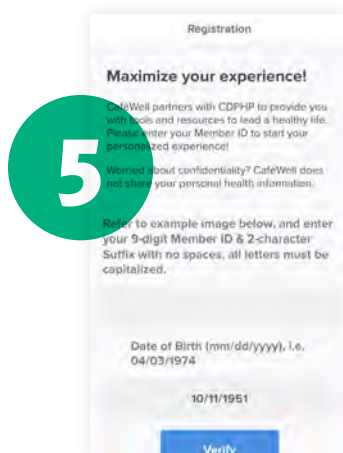 Registration
Maximize your experience!
CaféWell partners with CDPHP to provide you
with tools and resources to lead a healthy life.
Please enter your Member ID to start your
personalized experience!
Worried about confidentiality? CaféWell does
not share your personal health information.
5
Refer to example image below, and enter
your 9-digit Member ID & 2-character
Suffix with no spaces, all letters must be
capitalized.
Date of Birth (mm/dd/yyyy), i.e.
04/03/1974
10/11/1951
Verify